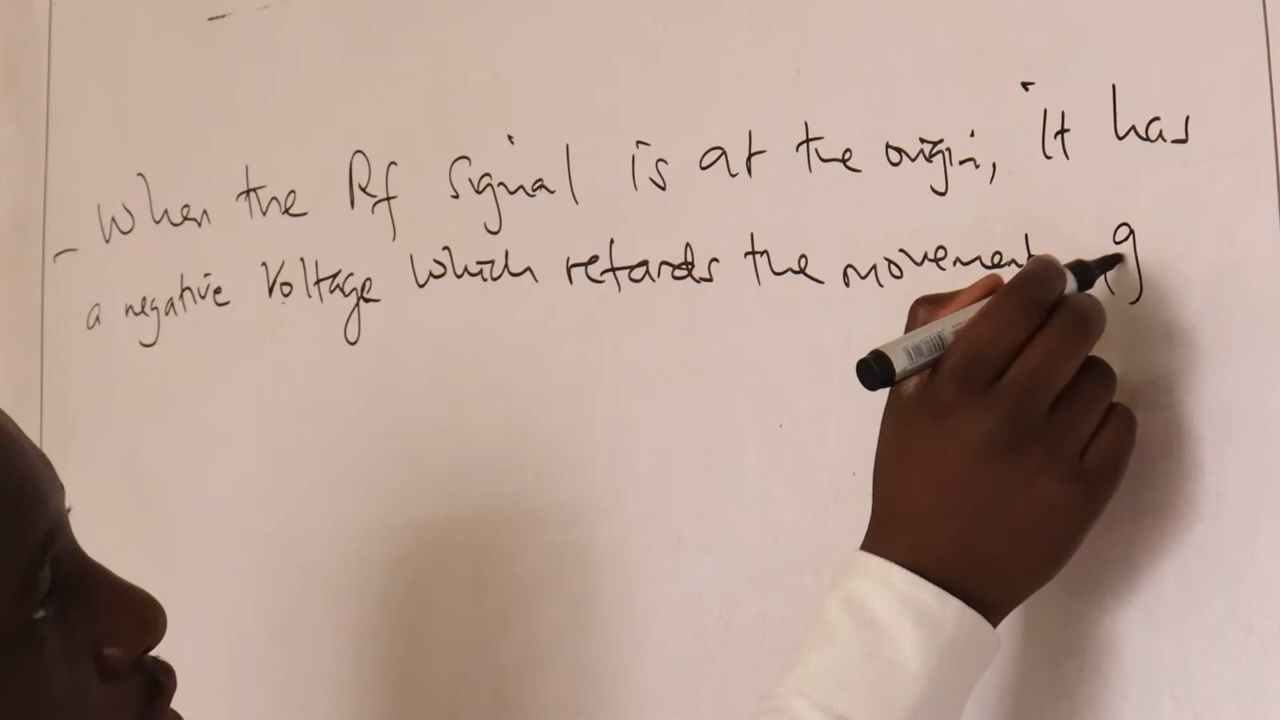 - When the Rf signal is at the origin, it has
a negative voltage which retards the movement